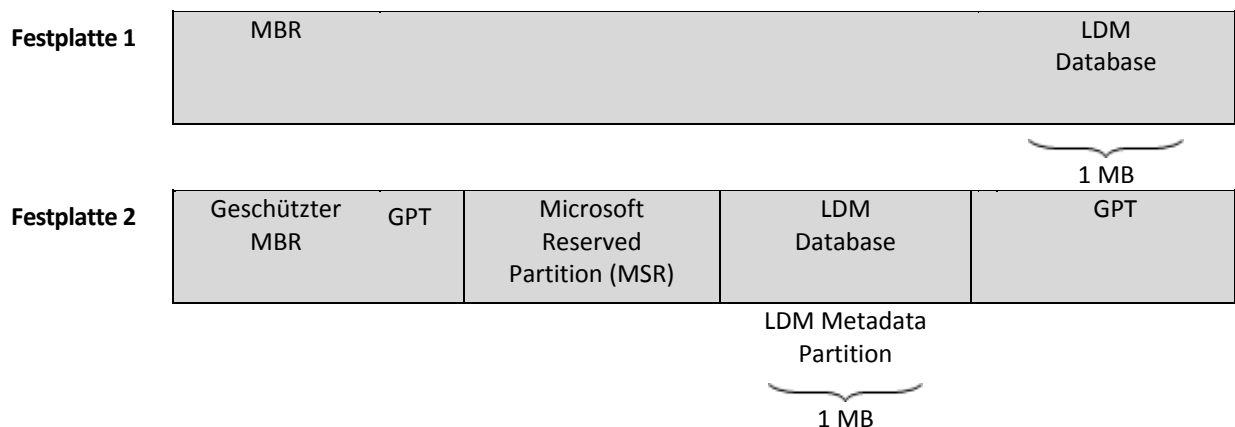 Festplatte 1
MBR
LDM
Database
1 MB
Festplatte 2
Geschützter
MBR
GPT
Microsoft
Reserved
Partition (MSR)
LDM
Database
GPT
LDM Metadata
Partition
1 MB